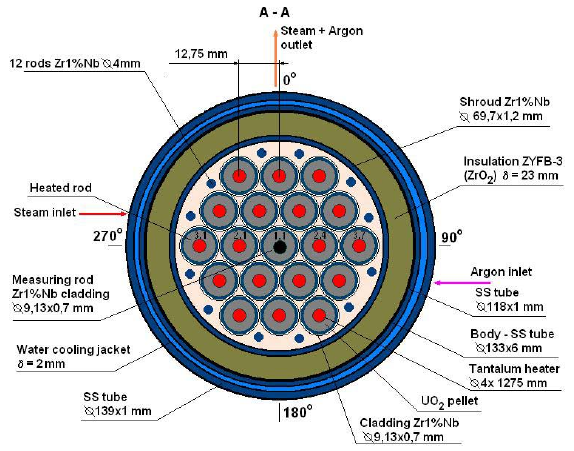 A - A
Steam + Argon
outlet
12,75 mm
12 rods Zr1%Nb ⌀4mm
0°
Shroud Zr1%Nb
⌀ 69,7x1,2 mm
Insulation ZYFB-3
(ZrO2) δ = 23 mm
Heated rod
Steam inlet
270°
90°
Argon inlet
Measuring rod
Zr1%Nb cladding
⌀9,13x0,7 mm
SS tube
⌀118x1 mm
Water cooling jacket
δ = 2mm
Body - SS tube
⌀133x6 mm
Tantalum heater
⌀4x 1275 mm
SS tube
⌀139x1 mm
UO2 pellet
180°
Cladding Zr1%Nb
⌀9,13x0,7 mm